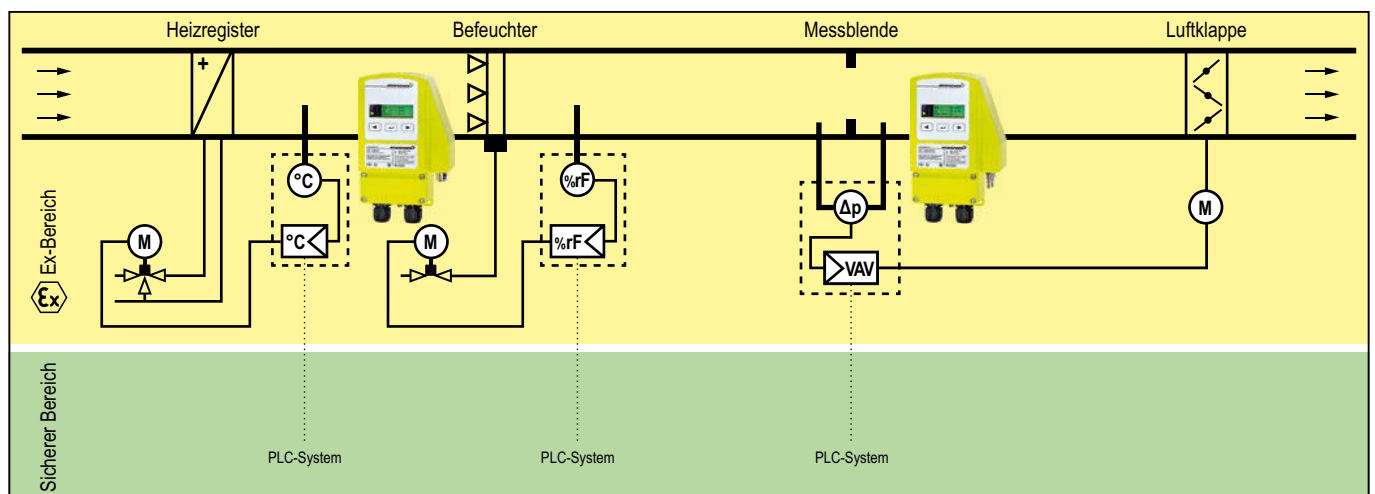 Heizregister
Befeuchter
Messblende
Luftklappe
+
°C
%rF
Δp
M
M
M
°C
%rF
VAV
Ex-Bereich
Ex
Sicherer Bereich
PLC-System
PLC-System
PLC-System